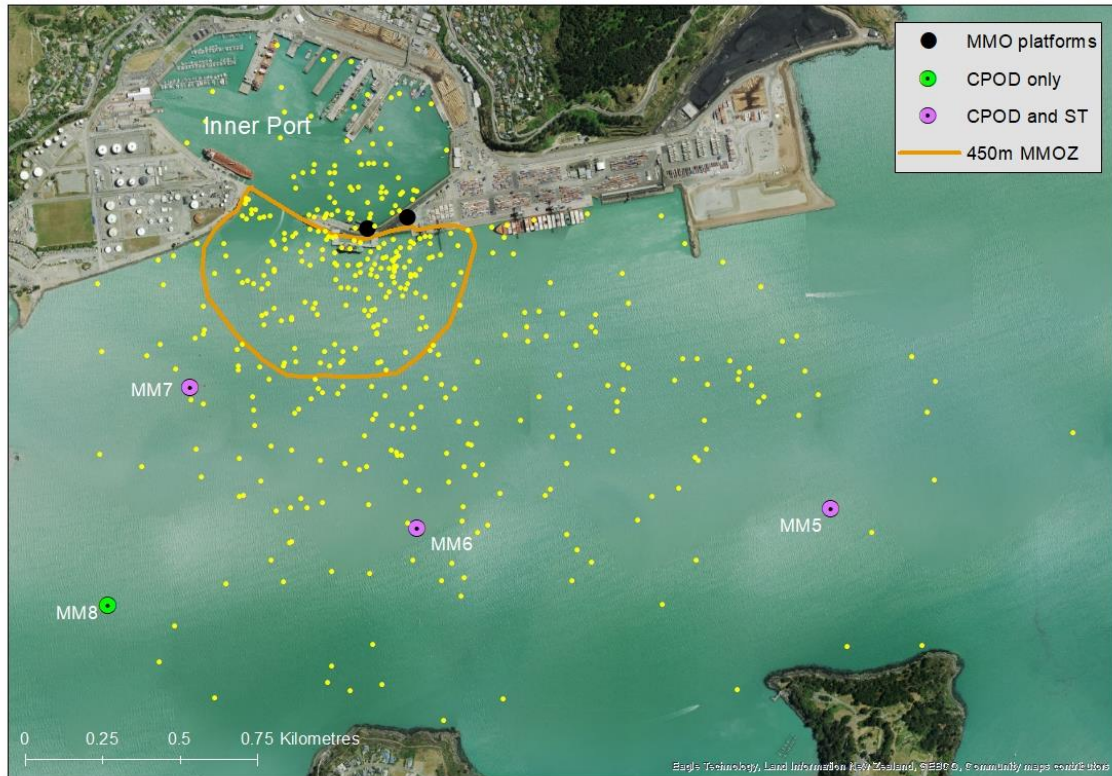 MMO platforms
CPOD only
CPOD and ST
450m MMOZ
Inner Port
MM7
MM5
MM6
MM8
0 0.25 0.5 0.75 Kilometres
Eagle Technology, Land Information New Zealand, GEBCO, Community maps contributors